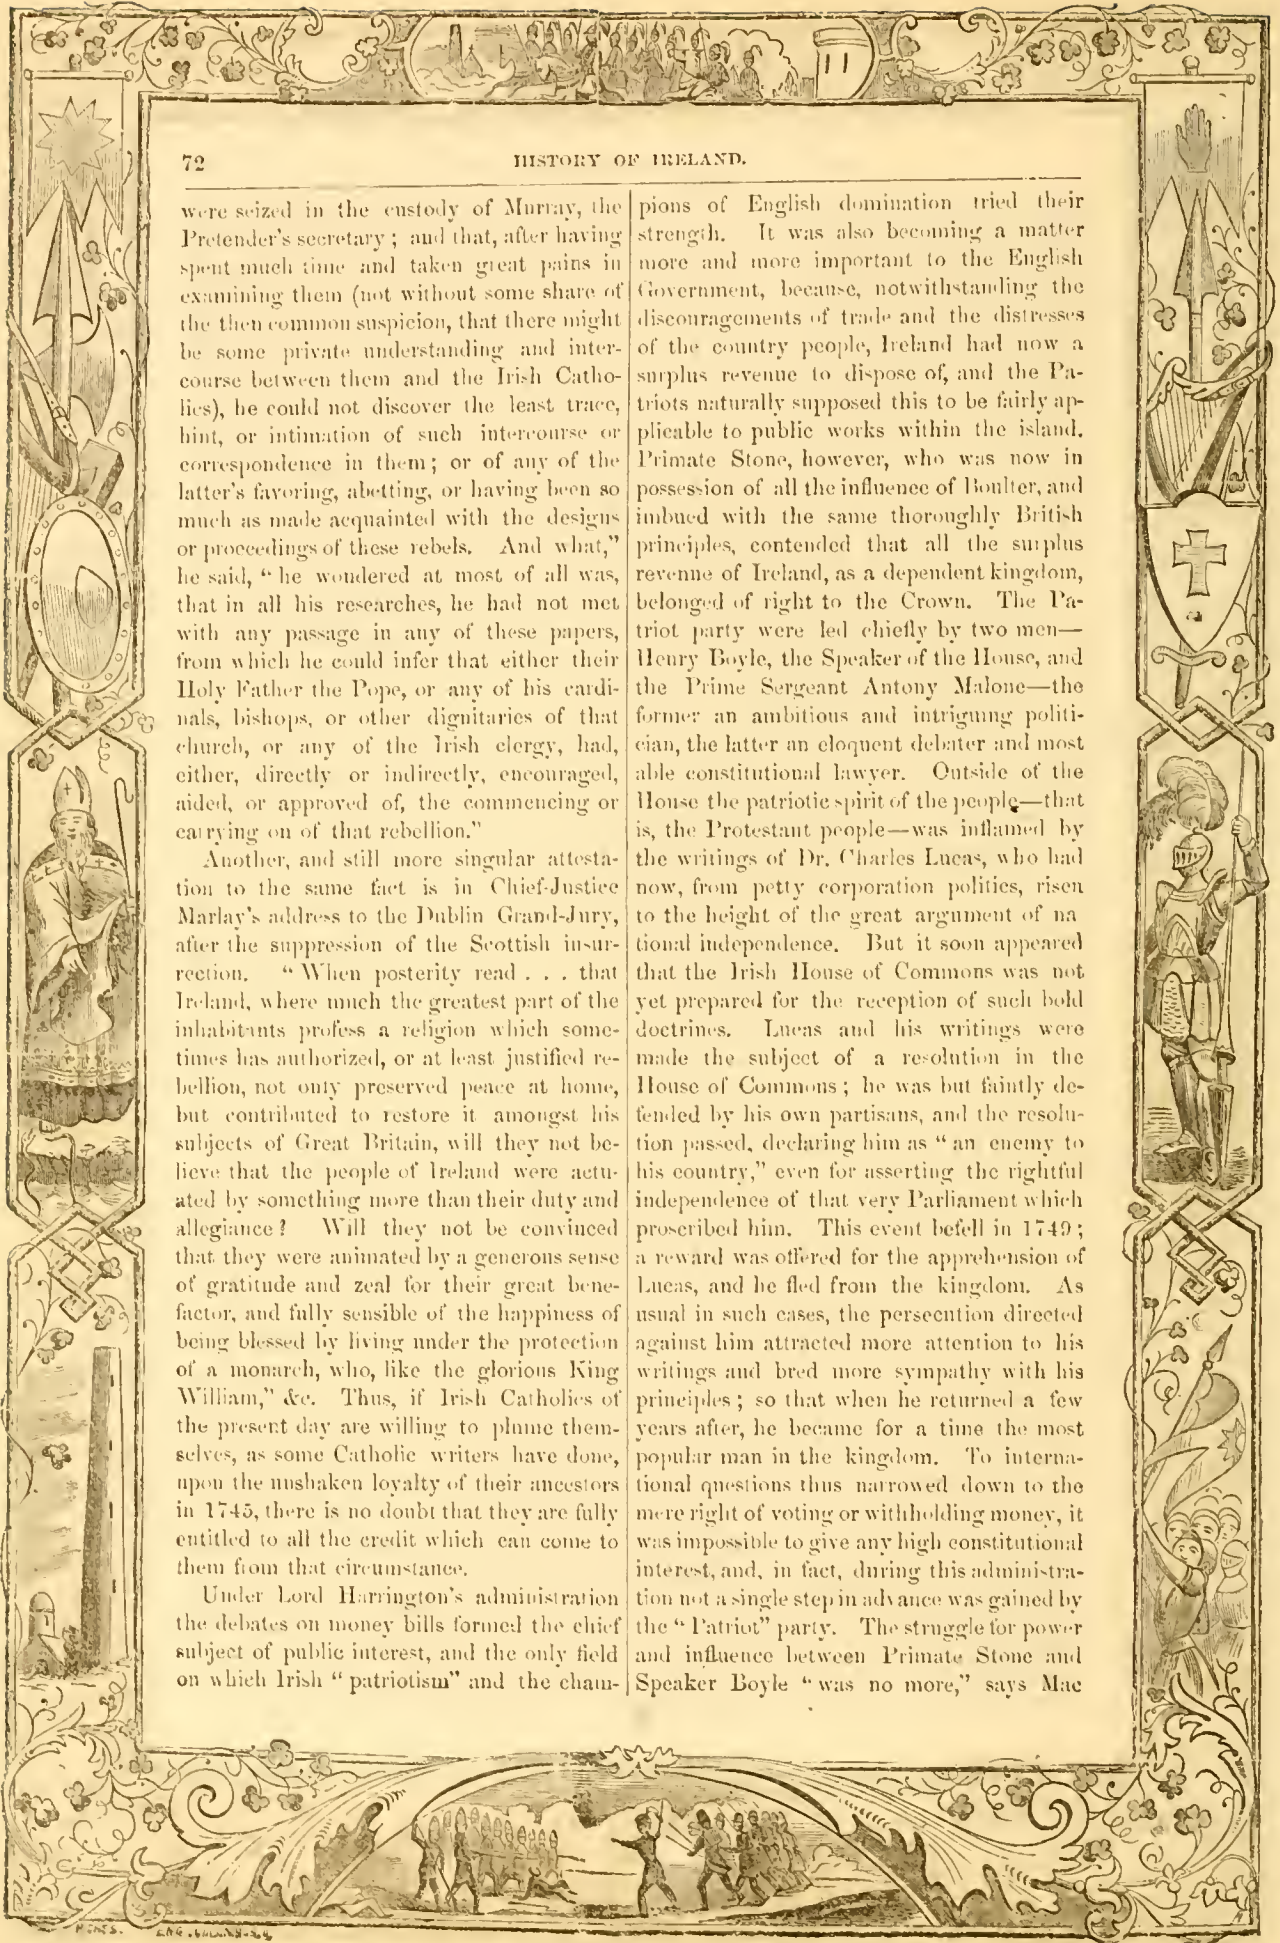 72
HISTORY OF IRELAND.
were seized in the custody of Murray, the
Pretender's secretary; and that, after having
spent much time and taken great pains in
examining them (not without some share of
the then common suspicion, that there might
be some private understanding and inter-
course between them and the Irish Catho-
lics), he could not discover the least trace,
hint, or intimation of such intercourse or
correspondence in them; or of any of the
latter's favoring, abetting, or having been so
much as made acquainted with the designs
or proceedings of these rebels. And what,"
he said, "he wondered at most of all was,
that in all his researches, he had not met
with any passage in any of these papers,
from which he could infer that either their
Holy Father the Pope, or any of his cardi-
nals, bishops, or other dignitaries of that
church, or any of the Irish clergy, had,
either, directly or indirectly, encouraged,
aided, or approved of, the commencing or
carrying on of that rebellion."
Another, and still more singular attesta-
tion to the same fact is in Chief-Justice
Marlay's address to the Dublin Grand-Jury,
after the suppression of the Scottish insur-
rection. "When posterity read . . . that
Ireland, where much the greatest part of the
inhabitants profess a religion which some-
times has authorized, or at least justified re-
bellion, not only preserved peace at home,
but contributed to restore it amongst his
subjects of Great Britain, will they not be-
lieve that the people of Ireland were actu-
ated by something more than their duty and
allegiance? Will they not be convinced
that they were animated by a generous sense
of gratitude and zeal for their great bene-
factor, and fully sensible of the happiness of
being blessed by living under the protection
of a monarch, who, like the glorious King
William," &c. Thus, if Irish Catholics of
the present day are willing to plume them-
selves, as some Catholic writers have done,
upon the unshaken loyalty of their ancestors
in 1745, there is no doubt that they are fully
entitled to all the credit which can come to
them from that circumstance.
Under Lord Harrington's administration
the debates on money bills formed the chief
subject of public interest, and the only field
on which Irish "patriotism" and the cham-
pions of English domination tried their
strength. It was also becoming a matter
more and more important to the English
Government, because, notwithstanding the
discouragements of trade and the distresses
of the country people, Ireland had now a
surplus revenue to dispose of, and the Pa-
triots naturally supposed this to be fairly ap-
plicable to public works within the island.
Primate Stone, however, who was now in
possession of all the influence of Boulter, and
imbued with the same thoroughly British
principles, contended that all the surplus
revenue of Ireland, as a dependent kingdom,
belonged of right to the Crown. The Pa-
triot party were led chiefly by two men—
Henry Boyle, the Speaker of the House, and
the Prime Sergeant Antony Malone—the
former an ambitious and intriguing politi-
cian, the latter an eloquent debater and most
able constitutional lawyer. Outside of the
House the patriotic spirit of the people—that
is, the Protestant people—was inflamed by
the writings of Dr. Charles Lucas, who had
now, from petty corporation politics, risen
to the height of the great argument of na
tional independence. But it soon appeared
that the Irish House of Commons was not
yet prepared for the reception of such bold
doctrines. Lucas and his writings were
made the subject of a resolution in the
House of Commons; he was but faintly de-
fended by his own partisans, and the resolu-
tion passed, declaring him as "an enemy to
his country," even for asserting the rightful
independence of that very Parliament which
proscribed him. This event befell in 1749;
a reward was offered for the apprehension of
Lucas, and he fled from the kingdom. As
usual in such cases, the persecution directed
against him attracted more attention to his
writings and bred more sympathy with his
principles; so that when he returned a few
years after, he became for a time the most
popular man in the kingdom. To interna-
tional questions thus narrowed down to the
mere right of voting or withholding money, it
was impossible to give any high constitutional
interest, and, in fact, during this administra-
tion not a single step in advance was gained by
the "Patriot" party. The struggle for power
and influence between Primate Stone and
Speaker Boyle "was no more," says Mac